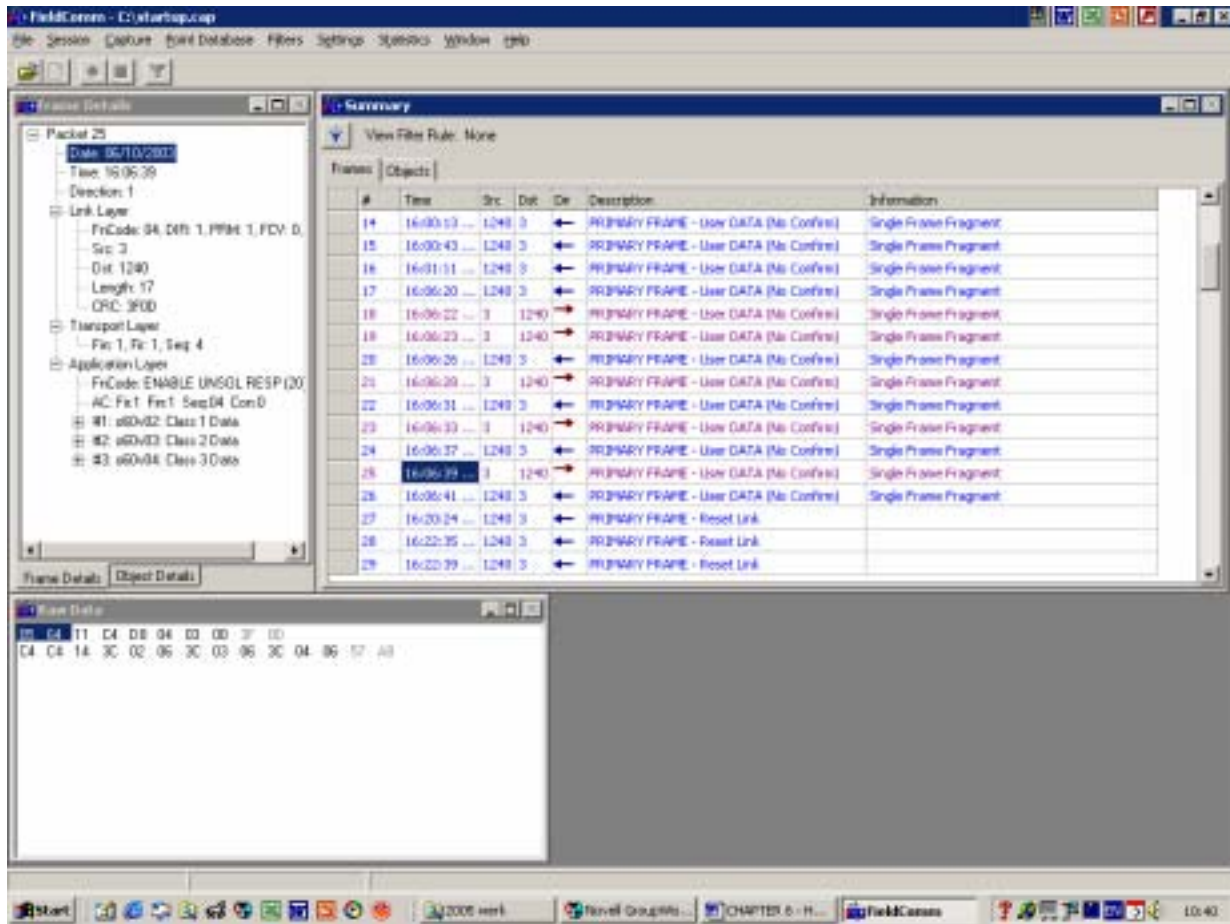 FieldComm - C:\startup.cap
File Session Capture Point Database Filters Settings Statistics Window Help
Frame Details
Packet 25
Date: 06/10/2003
Time: 16:06:39
Direction: 1
Link Layer
FnCode: 04, DIR: 1, PRM: 1, FCV: 0,
Src: 3
Dst: 1240
Length: 17
CRC: 3F0D
Transport Layer
Fin: 1, Fir: 1, Seq: 4
Application Layer
FnCode: ENABLE UNSOL RESP (20)
AC: Fir:1 Fin:1 Seq:04 Con:0
#1: o60v02: Class 1 Data
#2: o60v03: Class 2 Data
#3: o60v04: Class 3 Data
Frame Details Object Details
Summary
View Filter Rule: None
Frames Objects
# Time Src Dst Dir Description Information
14 16:00:13 ... 1240 3 PRIMARY FRAME - User DATA (No Confirm) Single Frame Fragment
15 16:00:43 ... 1240 3 PRIMARY FRAME - User DATA (No Confirm) Single Frame Fragment
16 16:01:11 ... 1240 3 PRIMARY FRAME - User DATA (No Confirm) Single Frame Fragment
17 16:06:20 ... 1240 3 PRIMARY FRAME - User DATA (No Confirm) Single Frame Fragment
18 16:06:22 ... 3 1240 PRIMARY FRAME - User DATA (No Confirm) Single Frame Fragment
19 16:06:23 ... 3 1240 PRIMARY FRAME - User DATA (No Confirm) Single Frame Fragment
20 16:06:26 ... 1240 3 PRIMARY FRAME - User DATA (No Confirm) Single Frame Fragment
21 16:06:28 ... 3 1240 PRIMARY FRAME - User DATA (No Confirm) Single Frame Fragment
22 16:06:31 ... 1240 3 PRIMARY FRAME - User DATA (No Confirm) Single Frame Fragment
23 16:06:33 ... 3 1240 PRIMARY FRAME - User DATA (No Confirm) Single Frame Fragment
24 16:06:37 ... 1240 3 PRIMARY FRAME - User DATA (No Confirm) Single Frame Fragment
25 16:06:39 ... 3 1240 PRIMARY FRAME - User DATA (No Confirm) Single Frame Fragment
26 16:06:41 ... 1240 3 PRIMARY FRAME - User DATA (No Confirm) Single Frame Fragment
27 16:20:24 ... 1240 3 PRIMARY FRAME - Reset Link
28 16:22:35 ... 1240 3 PRIMARY FRAME - Reset Link
29 16:22:39 ... 1240 3 PRIMARY FRAME - Reset Link
Raw Data
11 C4 D8 04 03 00 3F 0D
C4 C4 14 3C 02 06 3C 03 06 3C 04 06 57 AB
Start 2005 work Novell GroupWis... CHAPTER 6 - H... FieldComm 10:40